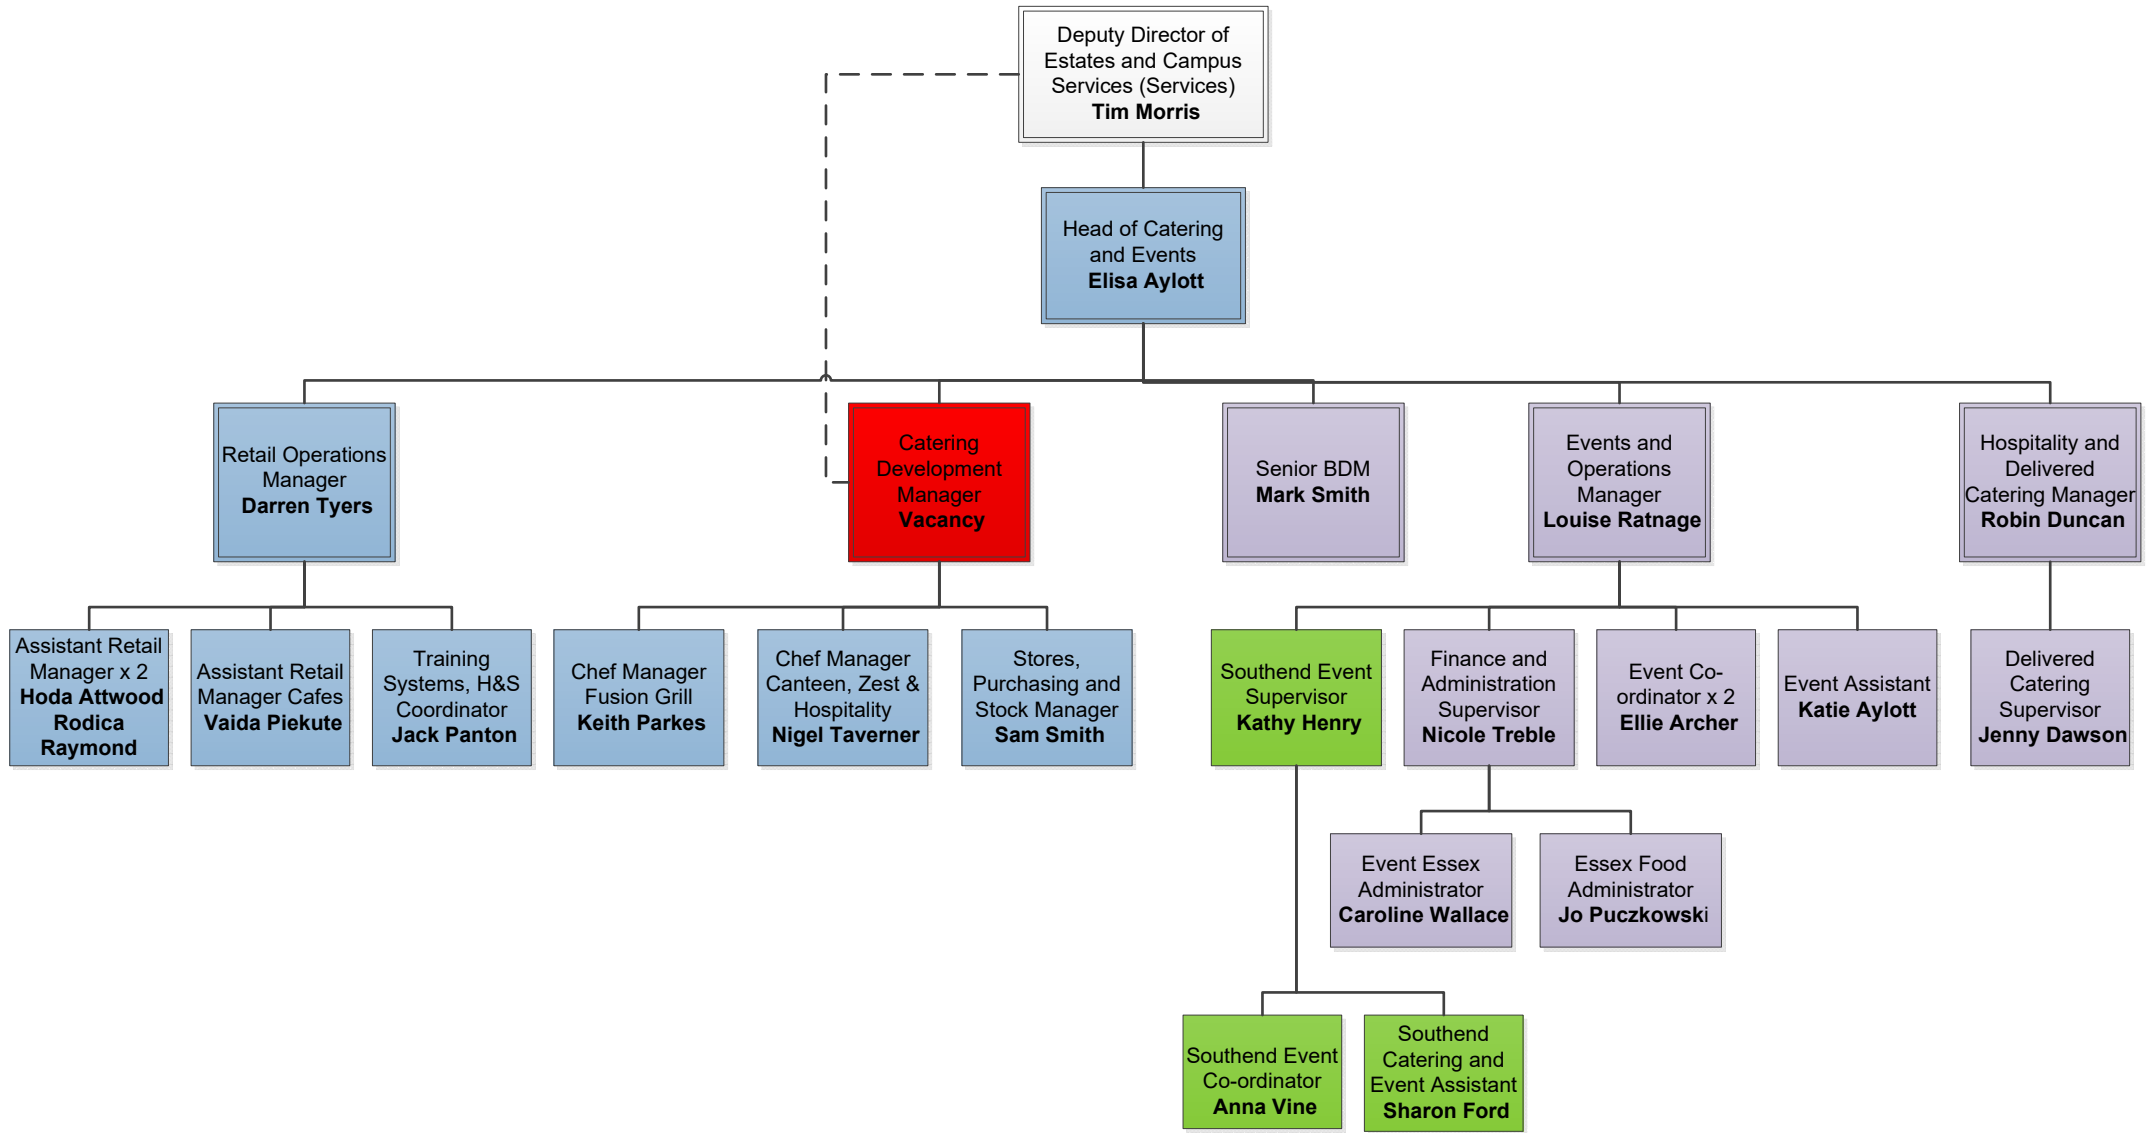 Deputy Director of
Estates and Campus
Services (Services)
Tim Morris
Head of Catering
and Events
Elisa Aylott
Retail Operations
Manager
Darren Tyers
Catering
Development
Manager
Vacancy
Senior BDM
Mark Smith
Events and
Operations
Manager
Louise Ratnage
Hospitality and
Delivered
Catering Manager
Robin Duncan
Assistant Retail
Manager x 2
Hoda Attwood
Rodica
Raymond
Assistant Retail
Manager Cafes
Vaida Piekute
Training
Systems, H&S
Coordinator
Jack Panton
Chef Manager
Fusion Grill
Keith Parkes
Chef Manager
Canteen, Zest &
Hospitality
Nigel Taverner
Stores,
Purchasing and
Stock Manager
Sam Smith
Southend Event
Supervisor
Kathy Henry
Finance and
Administration
Supervisor
Nicole Treble
Event Co-
ordinator x 2
Ellie Archer
Event Assistant
Katie Aylott
Delivered
Catering
Supervisor
Jenny Dawson
Event Essex
Administrator
Caroline Wallace
Essex Food
Administrator
Jo Puczkowski
Southend Event
Co-ordinator
Anna Vine
Southend
Catering and
Event Assistant
Sharon Ford